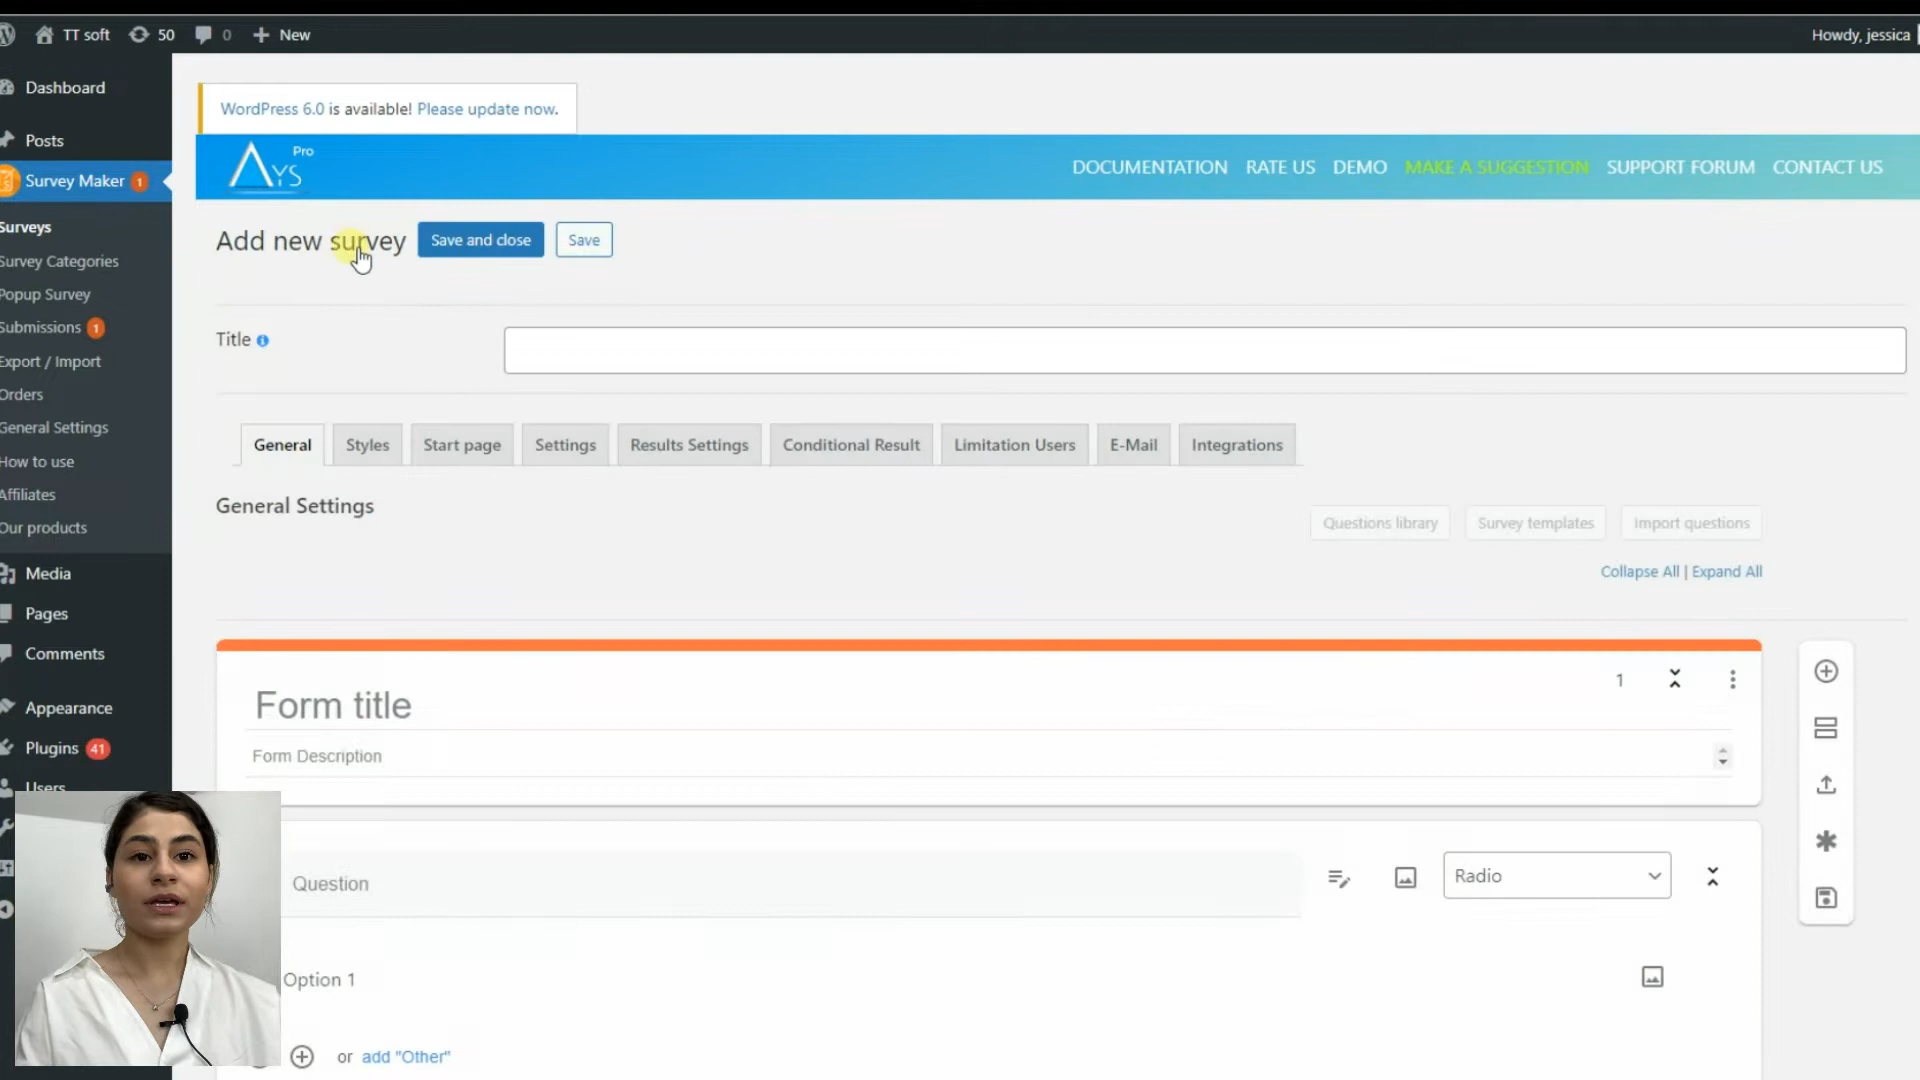 TT soft 50 0 New Howdy, jessica
Dashboard
Posts
Survey Maker 1
Surveys
Survey Categories
Popup Survey
Submissions 1
Export / Import
Orders
General Settings
How to use
Affiliates
Our products
Media
Pages
Comments
Appearance
Plugins 41
Users
WordPress 6.0 is available! Please update now.
AYS Pro
DOCUMENTATION RATE US DEMO MAKE A SUGGESTION SUPPORT FORUM CONTACT US
Add new survey Save and close Save
Title
General Styles Start page Settings Results Settings Conditional Result Limitation Users E-Mail Integrations
General Settings
Questions library Survey templates Import questions
Collapse All | Expand All
1
Form title
Form Description
Question Radio
Option 1
or add "Other"